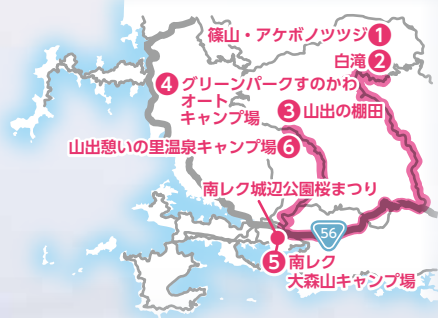 篠山・アケボノツツジ1
白滝2
4グリーンパークすのかわ
オート
キャンプ場
3山出の棚田
山出憩いの里温泉キャンプ場6
南レク城辺公園桜まつり
56
5南レク
大森山キャンプ場